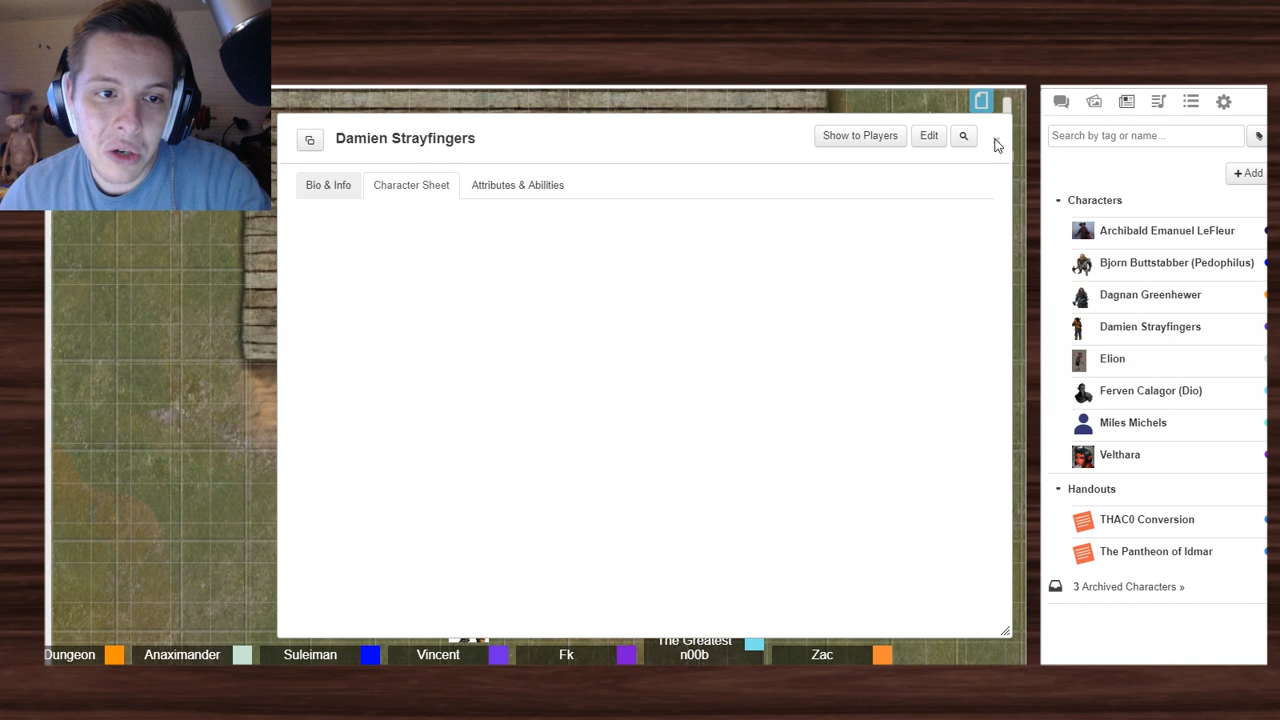 Damien Strayfingers
Show to Players
Edit
Bio & Info
Character Sheet
Attributes & Abilities
Search by tag or name...
+ Add
Characters
Archibald Emanuel LeFleur
Bjorn Buttstabber (Pedophilus)
Dagnan Greenhewer
Damien Strayfingers
Elion
Ferven Calagor (Dio)
Miles Michels
Velthara
Handouts
THAC0 Conversion
The Pantheon of Idmar
3 Archived Characters »
Dungeon
Anaximander
Suleiman
Vincent
Fk
The Greatest
n00b
Zac